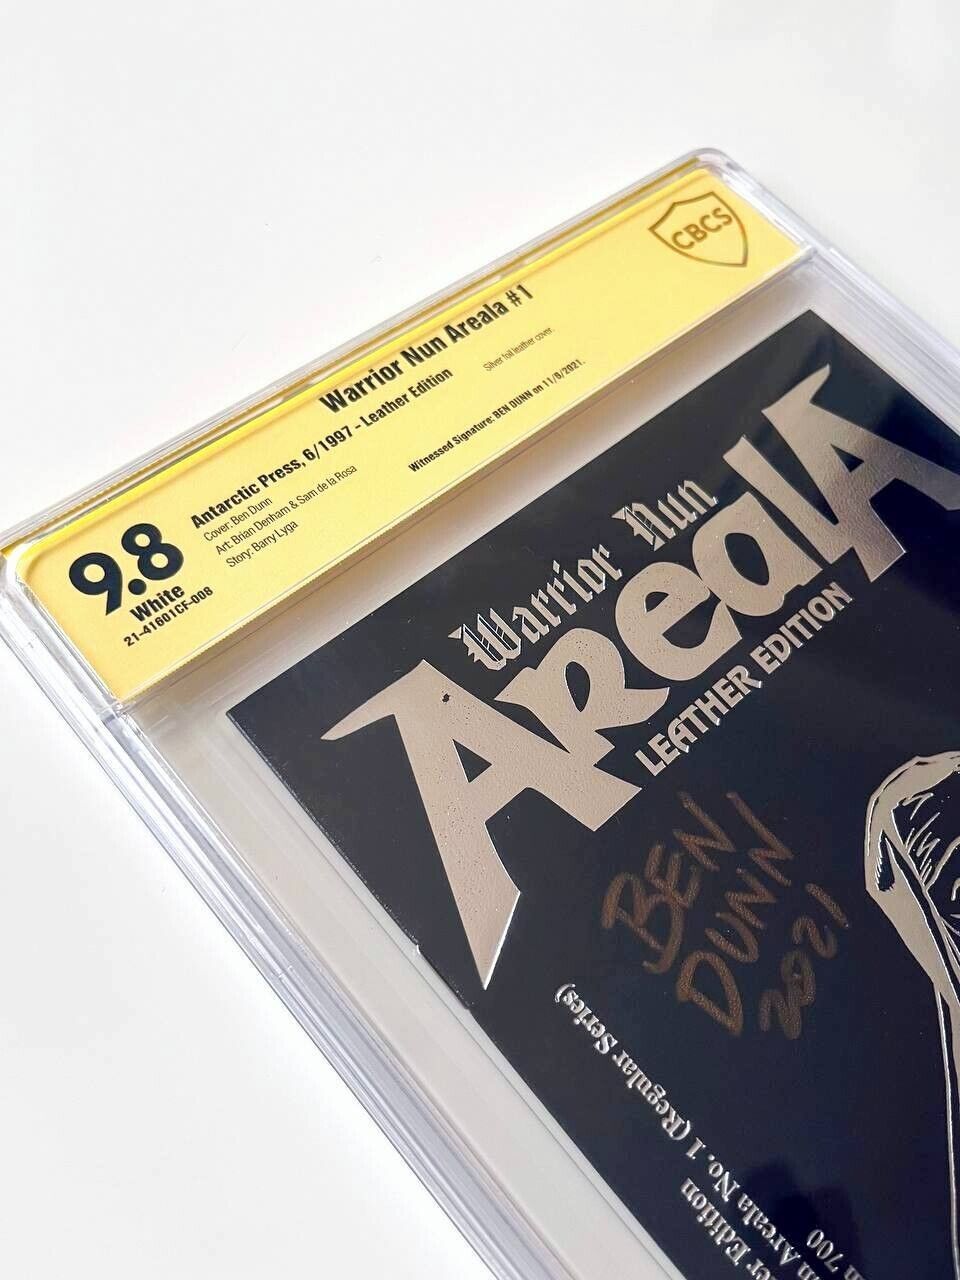 CBCS
Warrior Nun Areala #1
Antarctic Press, 6/1997 - Leather Edition
Silver foil leather cover.
Cover: Ben Dunn
Art: Brian Denham & Sam de la Rosa
Story: Barry Lyga
Witnessed Signature: BEN DUNN on 11/8/2021.
9.8
White
21-41601CF-008
Warrior Nun
AreaLA
LEATHER EDITION
BEN
DUNN
2021
Edition
Areala No. 1 (Regular Series)
700